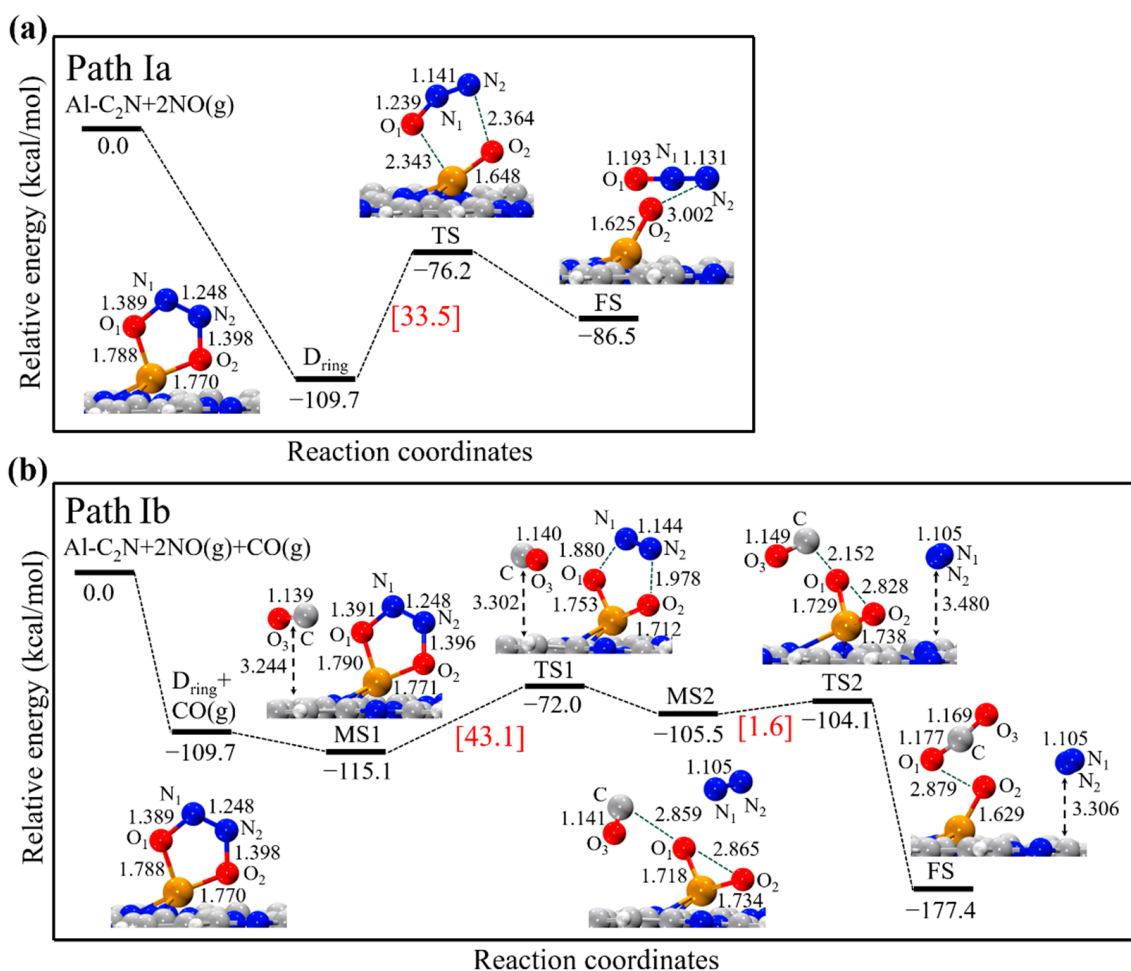 (a)
Path Ia
Al-C₂N+2NO(g)
0.0
Relative energy (kcal/mol)
N₁
1.248
1.389
N₂
O₁
1.398
1.788
O₂
1.770
D_ring
−109.7
1.141
N₂
1.239
N₁
2.364
O₁
O₂
2.343
1.648
TS
−76.2
[33.5]
N₁
1.193
1.131
O₁
N₂
3.002
1.625
O₂
FS
−86.5
Reaction coordinates
(b)
Path Ib
Al-C₂N+2NO(g)+CO(g)
0.0
Relative energy (kcal/mol)
D_ring+
CO(g)
−109.7
N₁
1.248
1.389
N₂
O₁
1.398
1.788
O₂
1.770
1.139
O₃
C
3.244
N₁
1.391
1.248
O₁
N₂
1.396
1.790
O₂
1.771
MS1
−115.1
[43.1]
1.140
C
O₃
3.302
N₁
1.144
N₂
1.880
O₁
1.978
1.753
O₂
1.712
TS1
−72.0
MS2
−105.5
1.105
N₁
N₂
C
2.859
1.141
O₃
O₁
2.865
1.718
O₂
1.734
[1.6]
C
1.149
O₃
2.152
O₁
2.828
1.729
O₂
1.738
1.105
N₁
N₂
3.480
TS2
−104.1
1.169
1.177
O₃
C
O₁
2.879
O₂
1.629
1.105
N₁
N₂
3.306
FS
−177.4
Reaction coordinates